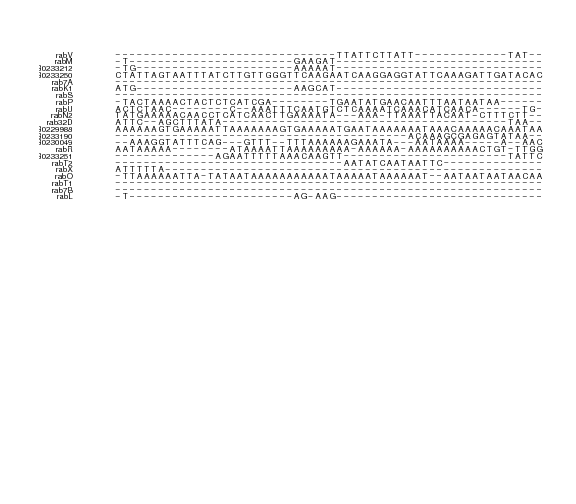 rabV -------------------------------TTATTCTTATT-------------TAT--
rabM -T-----------------------GAAGAT-----------------------------
30233212 -TG----------------------AAAAAT-----------------------------
rab7A ------------------------------------------------------------
30233250 CTATTAGTAATTTATCTTGTTGGGTTCAAGAATCAAGGAGGTATTCAAAGATTGATACAC
rabK1 ATG----------------------AAGCAT-----------------------------
rabS ------------------------------------------------------------
rabP -TACTAAAACTACTCTCATCGA--------TGAATATGAACAATTTAATAATAA------
rabU ACTCTAAC--------C--AAATTTCAATGTCTCAAAATCAAACATCAACA------TG-
rabN2 TATGAAAAACAACCTCATCAACTTGAAAATA---AAA-TTAAATTACAAT-CTTTCTT--
rab32D ATTC--AGCTTTATA----------------------------------------TAA--
30229988 AAAAAAGTGAAAAATTAAAAAAAGTGAAAAATGAATAAAAAAATAAACAAAAACAAATAA
30233190 -----------------------------------------ACAAAGCGAGAGTATAA--
30230049 --AAAGGTATTTCAG---GTTT--TTTAAAAAAGAAATA---AATAAAA-----A--AAC
rabR AATAAAAA--------ATAAAATTAAAAAAAAA-AAAAAA-AAAAAAAAAACTGT-TTGG
30233251 --------------AGAATTTTTAAACAAGTT-----------------------TATTC
rabT2 --------------------------------AATATCAATAATTC--------------
rabX ATTTTTA-----------------------------------------------------
rabO -TTAAAAAATTA-TATAATAAAAAAAAAAATAAAAATAAAAAAT--AATAATAATAACAA
rabT1 ------------------------------------------------------------
rab7B ------------------------------------------------------------
rabL -T-----------------------AG-AAG-----------------------------